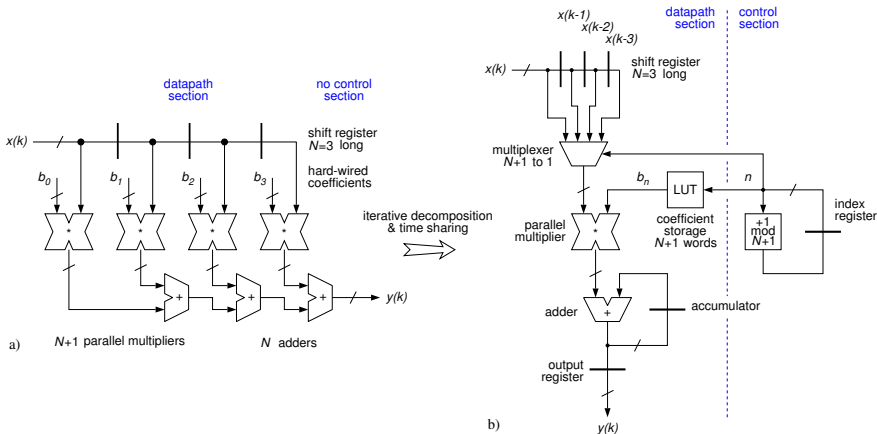 datapath
section
no control
section
x(k)
shift register
N=3 long
hard-wired
coefficients
b0
b1
b2
b3
*
*
*
*
+
+
+
y(k)
a)
N+1 parallel multipliers
N adders
iterative decomposition
& time sharing
datapath
section
control
section
x(k-1)
x(k-2)
x(k-3)
x(k)
shift register
N=3 long
multiplexer
N+1 to 1
bn
LUT
n
coefficient
storage
N+1 words
+1
mod
N+1
index
register
parallel
multiplier
*
adder
+
accumulator
output
register
b)
y(k)